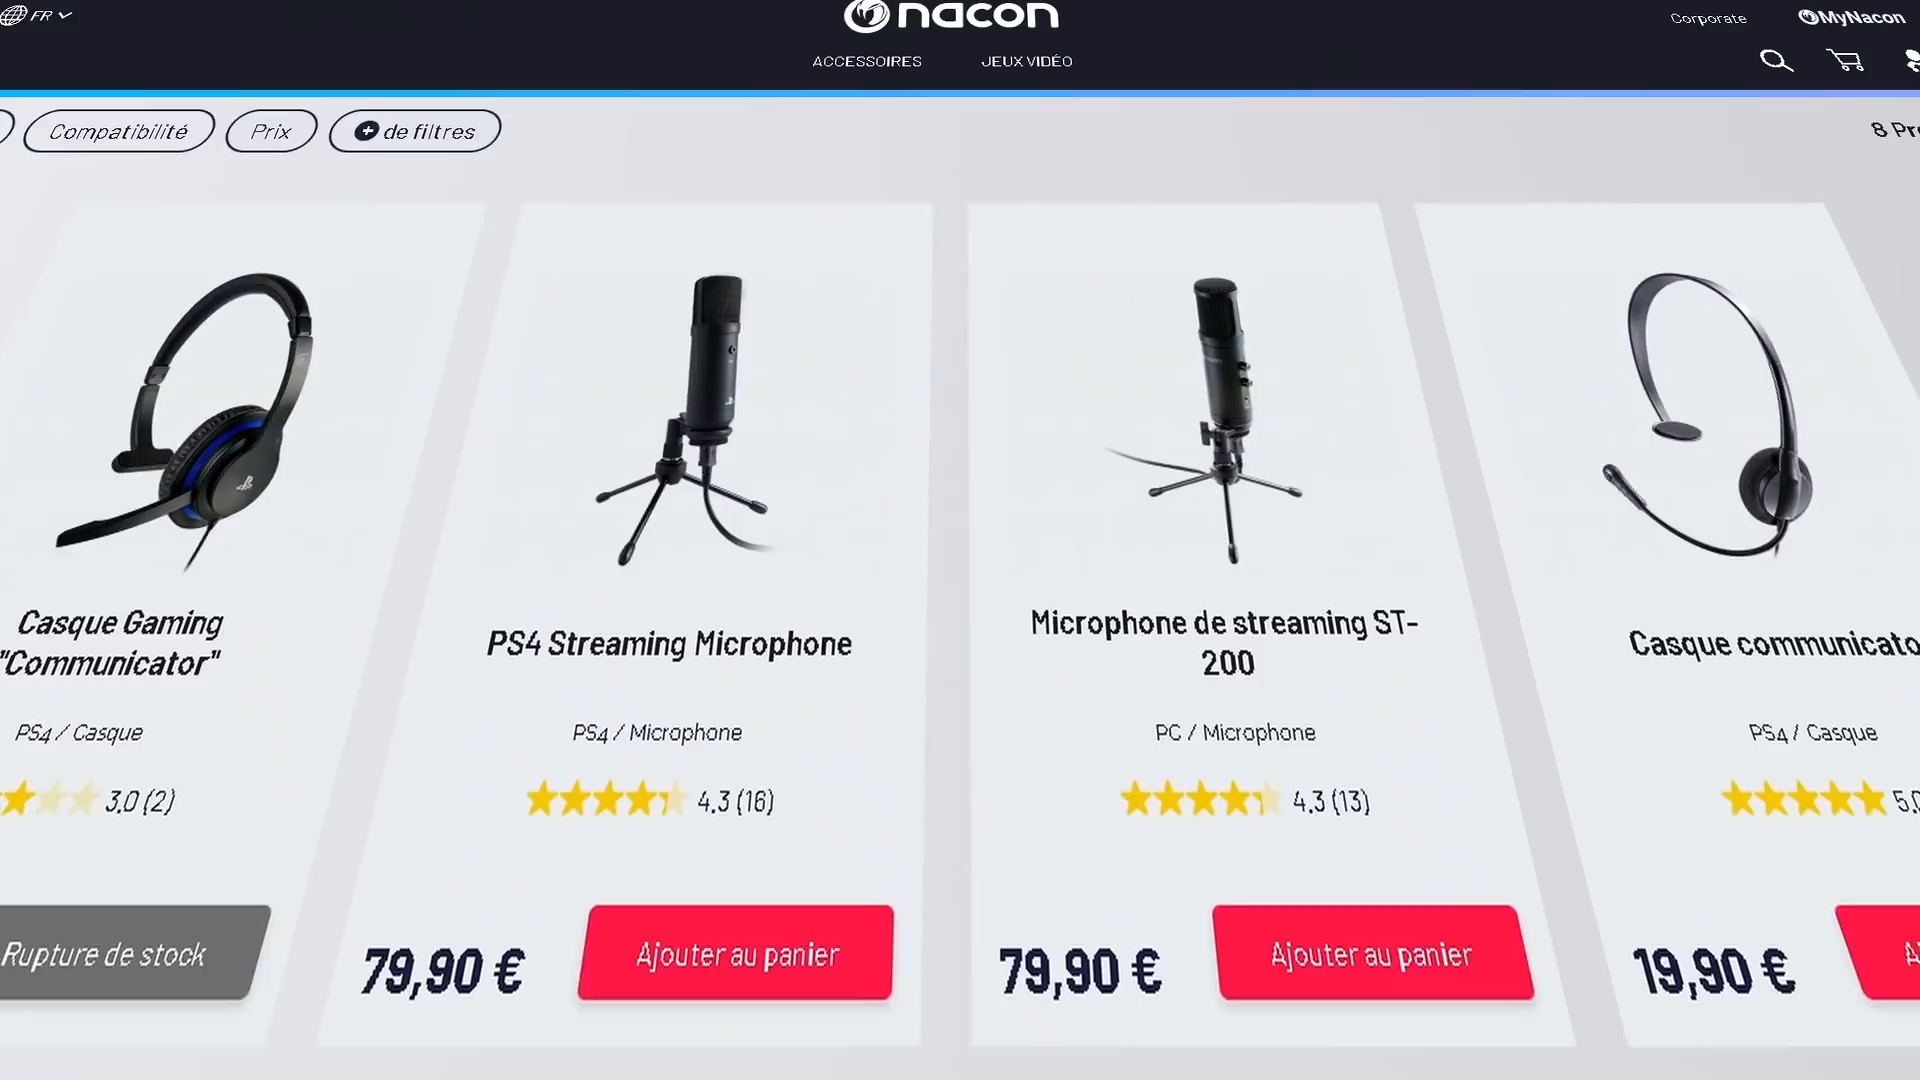 FR
nacon
Corporate
MyNacon
ACCESSOIRES
JEUX VIDÉO
Compatibilité
Prix
+ de filtres
8
Casque Gaming
"Communicator"
PS4 / Casque
3.0 (2)
Rupture de stock
PS4 Streaming Microphone
PS4 / Microphone
4.3 (16)
79,90 €
Ajouter au panier
Microphone de streaming ST-
200
PC / Microphone
4.3 (13)
79,90 €
Ajouter au panier
Casque
PS4 / Casque
19,90 €